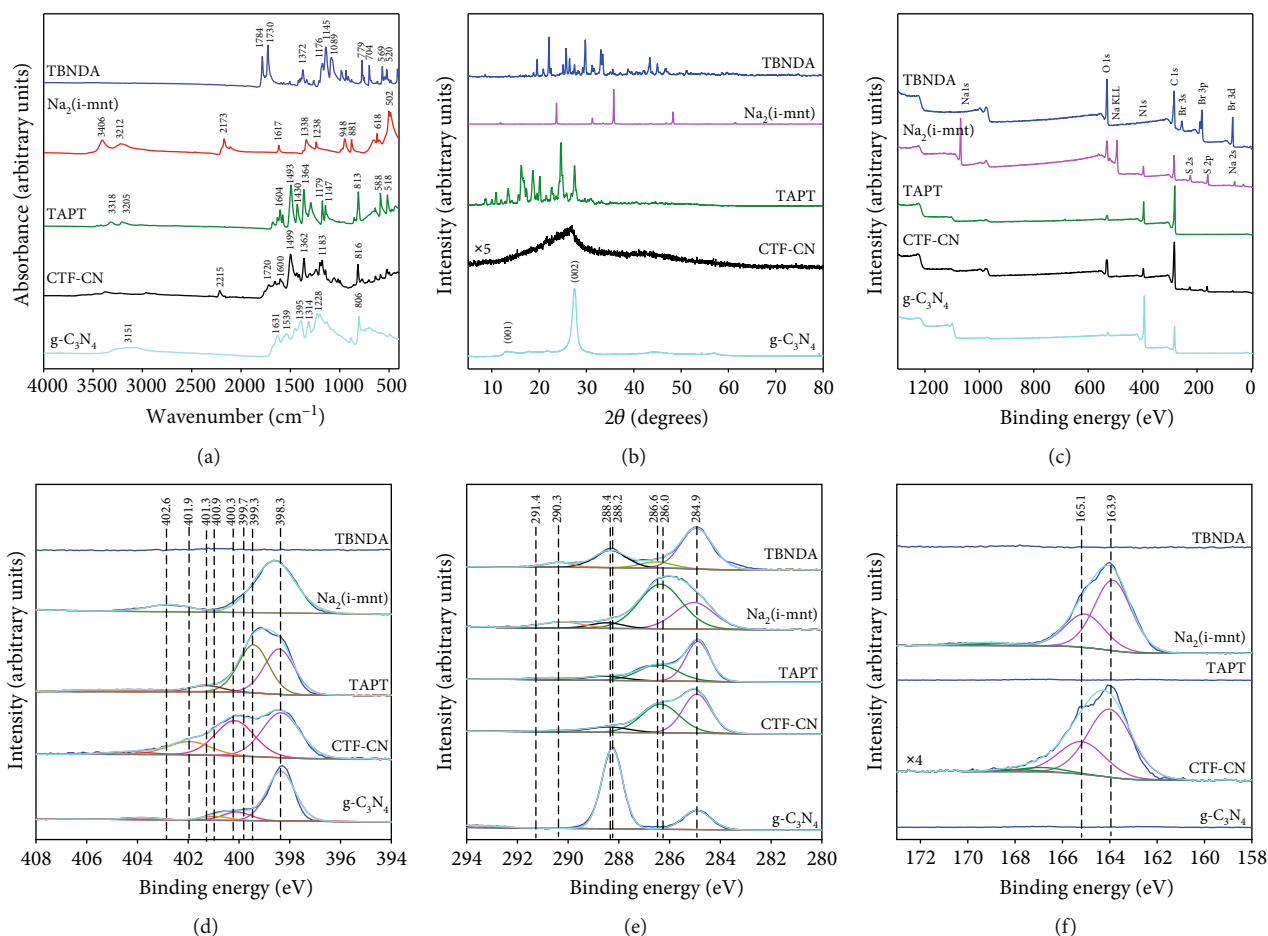 1784
1730
1372
1176
1145
1089
779
704
569
520
TBNDA
3406
3212
2173
1617
1338
1238
948
881
618
502
Na₂(i-mnt)
3318
3205
1604
1493
1430
1364
1179
1147
813
588
518
TAPT
2215
1720
1600
1499
1362
1183
816
CTF-CN
3151
1631
1539
1395
1314
1228
806
g-C₃N₄
Absorbance (arbitrary units)
4000 3000 2000 1500 1000 500
Wavenumber (cm⁻¹)
(a)
TBNDA
Na₂(i-mnt)
TAPT
×5
CTF-CN
(002)
(001)
g-C₃N₄
Intensity (arbitrary units)
10 20 30 40 50 60 70 80
2θ (degrees)
(b)
TBNDA
Na1s
O 1s
Na KLL
N1s
C 1s
Br 3s
Br 3p
Br 3d
Na₂(i-mnt)
S 2s
S 2p
Na 2s
TAPT
CTF-CN
g-C₃N₄
Intensity (arbitrary units)
1200 1000 800 600 400 200 0
Binding energy (eV)
(c)
402.6
401.9
401.3
400.9
400.3
399.7
399.3
398.3
TBNDA
Na₂(i-mnt)
TAPT
CTF-CN
g-C₃N₄
Intensity (arbitrary units)
408 406 404 402 400 398 396 394
Binding energy (eV)
(d)
291.4
290.3
288.4
288.2
286.6
286.0
284.9
TBNDA
Na₂(i-mnt)
TAPT
CTF-CN
g-C₃N₄
Intensity (arbitrary units)
294 292 290 288 286 284 282 280
Binding energy (eV)
(e)
165.1
163.9
TBNDA
Na₂(i-mnt)
TAPT
×4
CTF-CN
g-C₃N₄
Intensity (arbitrary units)
172 170 168 166 164 162 160 158
Binding energy (eV)
(f)